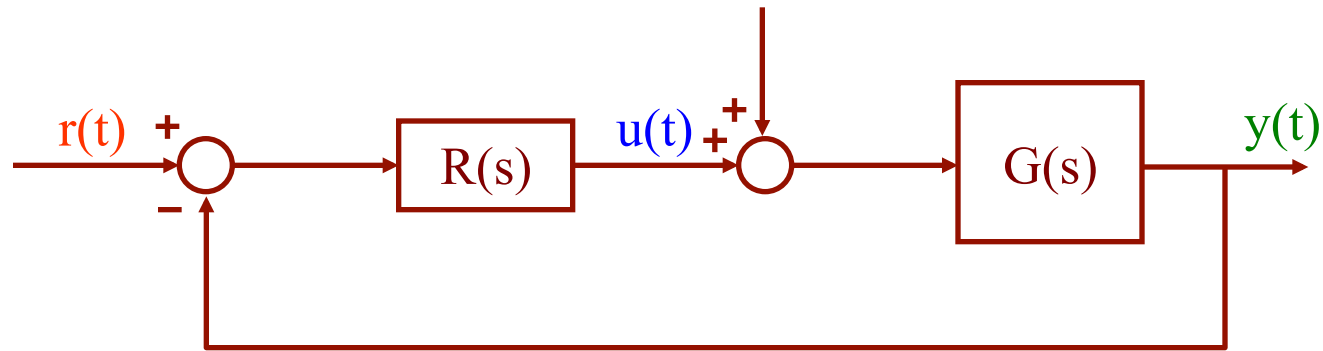 r(t)
+
−
R(s)
u(t)
+
+
G(s)
y(t)